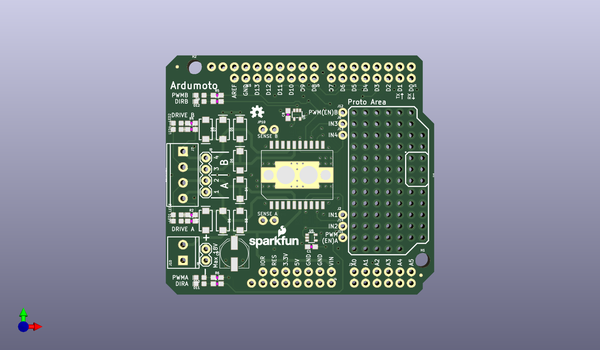 Ardumoto
PWMB
DIRB
AREF
GND
D13
D12
D11
D10
D9
D8
D7
D6
D5
D4
D3
D2
D1
D0
TX
RX
Proto Area
PWM(EN)B
IN3
IN4
DRIVE B
SENSE B
A | B
1 2 3 4
SENSE A
DRIVE A
IN1
IN2
PWM
(EN)A
sparkfun
+
PWMA
DIRA
IOR
RES
3.3V
5V
GND
GND
VIN
A0
A1
A2
A3
A4
A5